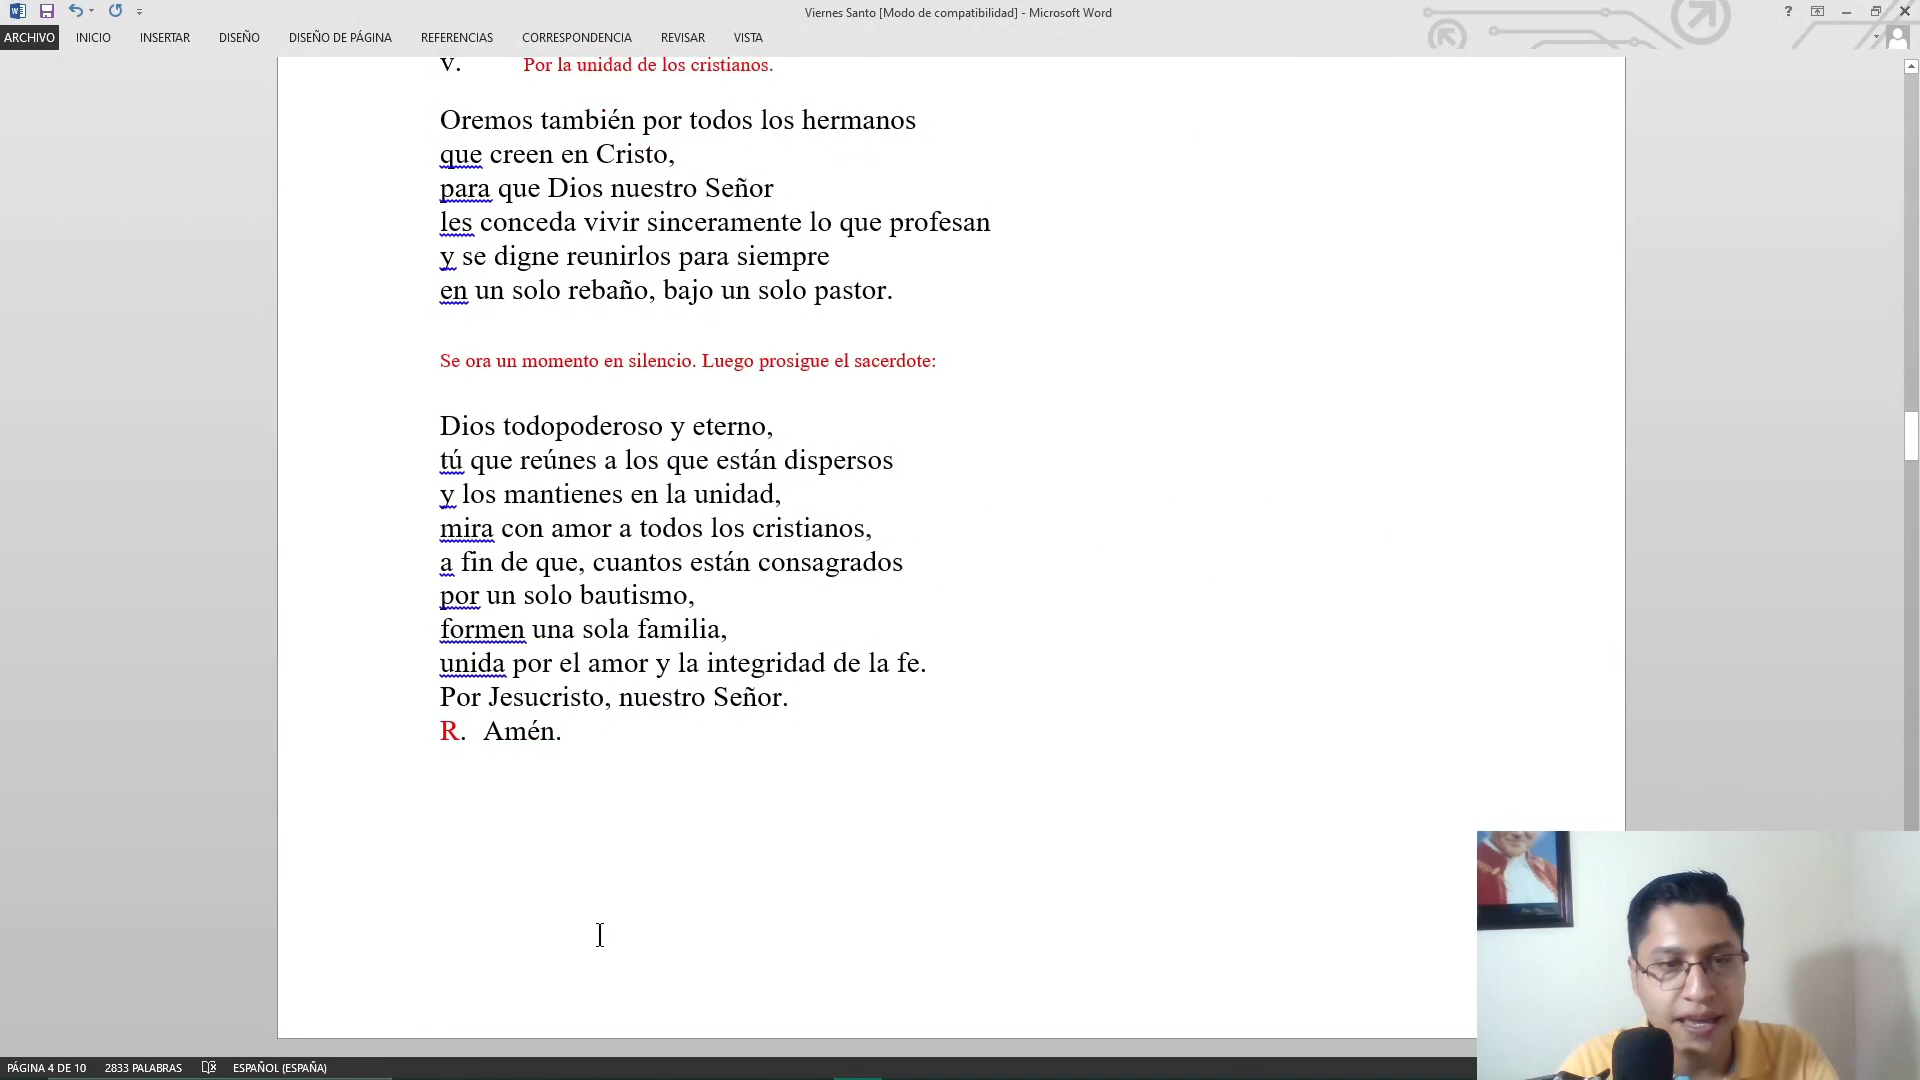 Viernes Santo [Modo de compatibilidad] - Microsoft Word
ARCHIVO INICIO INSERTAR DISEÑO DISEÑO DE PÁGINA REFERENCIAS CORRESPONDENCIA REVISAR VISTA
V. Por la unidad de los cristianos.
Oremos también por todos los hermanos
que creen en Cristo,
para que Dios nuestro Señor
les conceda vivir sinceramente lo que profesan
y se digne reunirlos para siempre
en un solo rebaño, bajo un solo pastor.
Se ora un momento en silencio. Luego prosigue el sacerdote:
Dios todopoderoso y eterno,
tú que reúnes a los que están dispersos
y los mantienes en la unidad,
mira con amor a todos los cristianos,
a fin de que, cuantos están consagrados
por un solo bautismo,
formen una sola familia,
unida por el amor y la integridad de la fe.
Por Jesucristo, nuestro Señor.
R. Amén.
PÁGINA 4 DE 10 2833 PALABRAS ESPAÑOL (ESPAÑA)